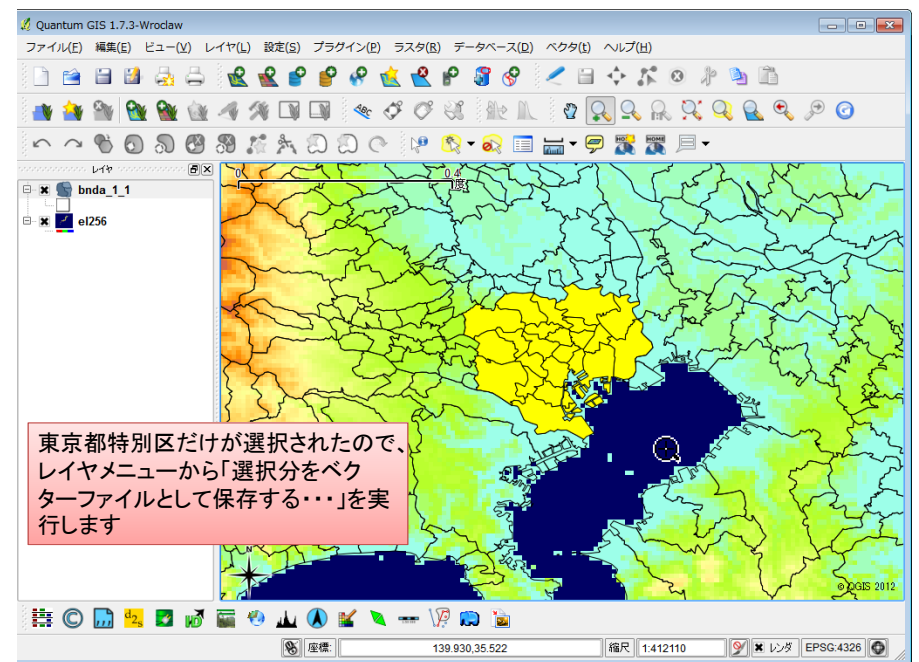 Quantum GIS 1.7.3-Wroclaw
ファイル(F) 編集(E) ビュー(V) レイヤ(L) 設定(S) プラグイン(P) ラスタ(R) データベース(D) ベクタ(t) ヘルプ(H)
レイヤ
bnda_1_1
el256
0 0.4
度
東京都特別区だけが選択されたので、
レイヤメニューから「選択分をベク
ターファイルとして保存する・・・」を実
行します
N
© QGIS 2012
座標: 139.930,35.522 縮尺 1:412110 レンダ EPSG:4326